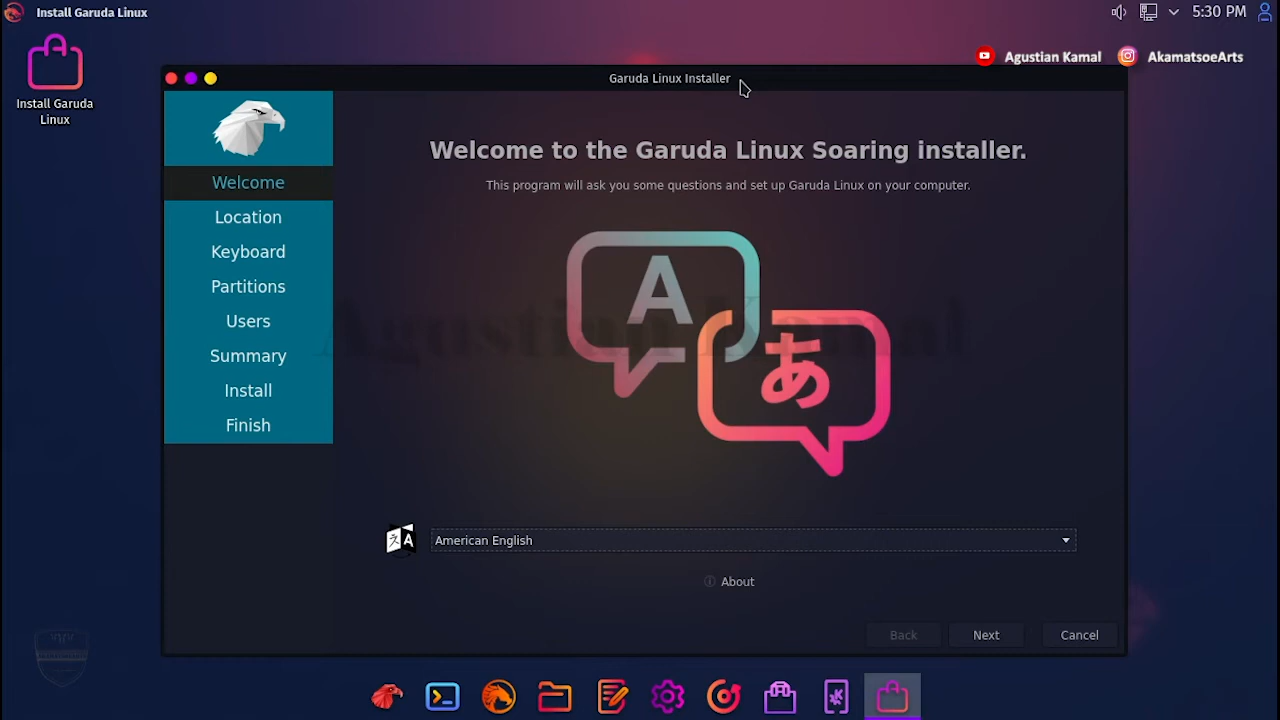 Install Garuda Linux
5:30 PM
Agustian Kamal
AkamatsoeArts
Install Garuda
Linux
Garuda Linux Installer
Welcome
Location
Keyboard
Partitions
Users
Summary
Install
Finish
Welcome to the Garuda Linux Soaring installer.
This program will ask you some questions and set up Garuda Linux on your computer.
A
あ
Agustian Kamal
American English
About
Back
Next
Cancel